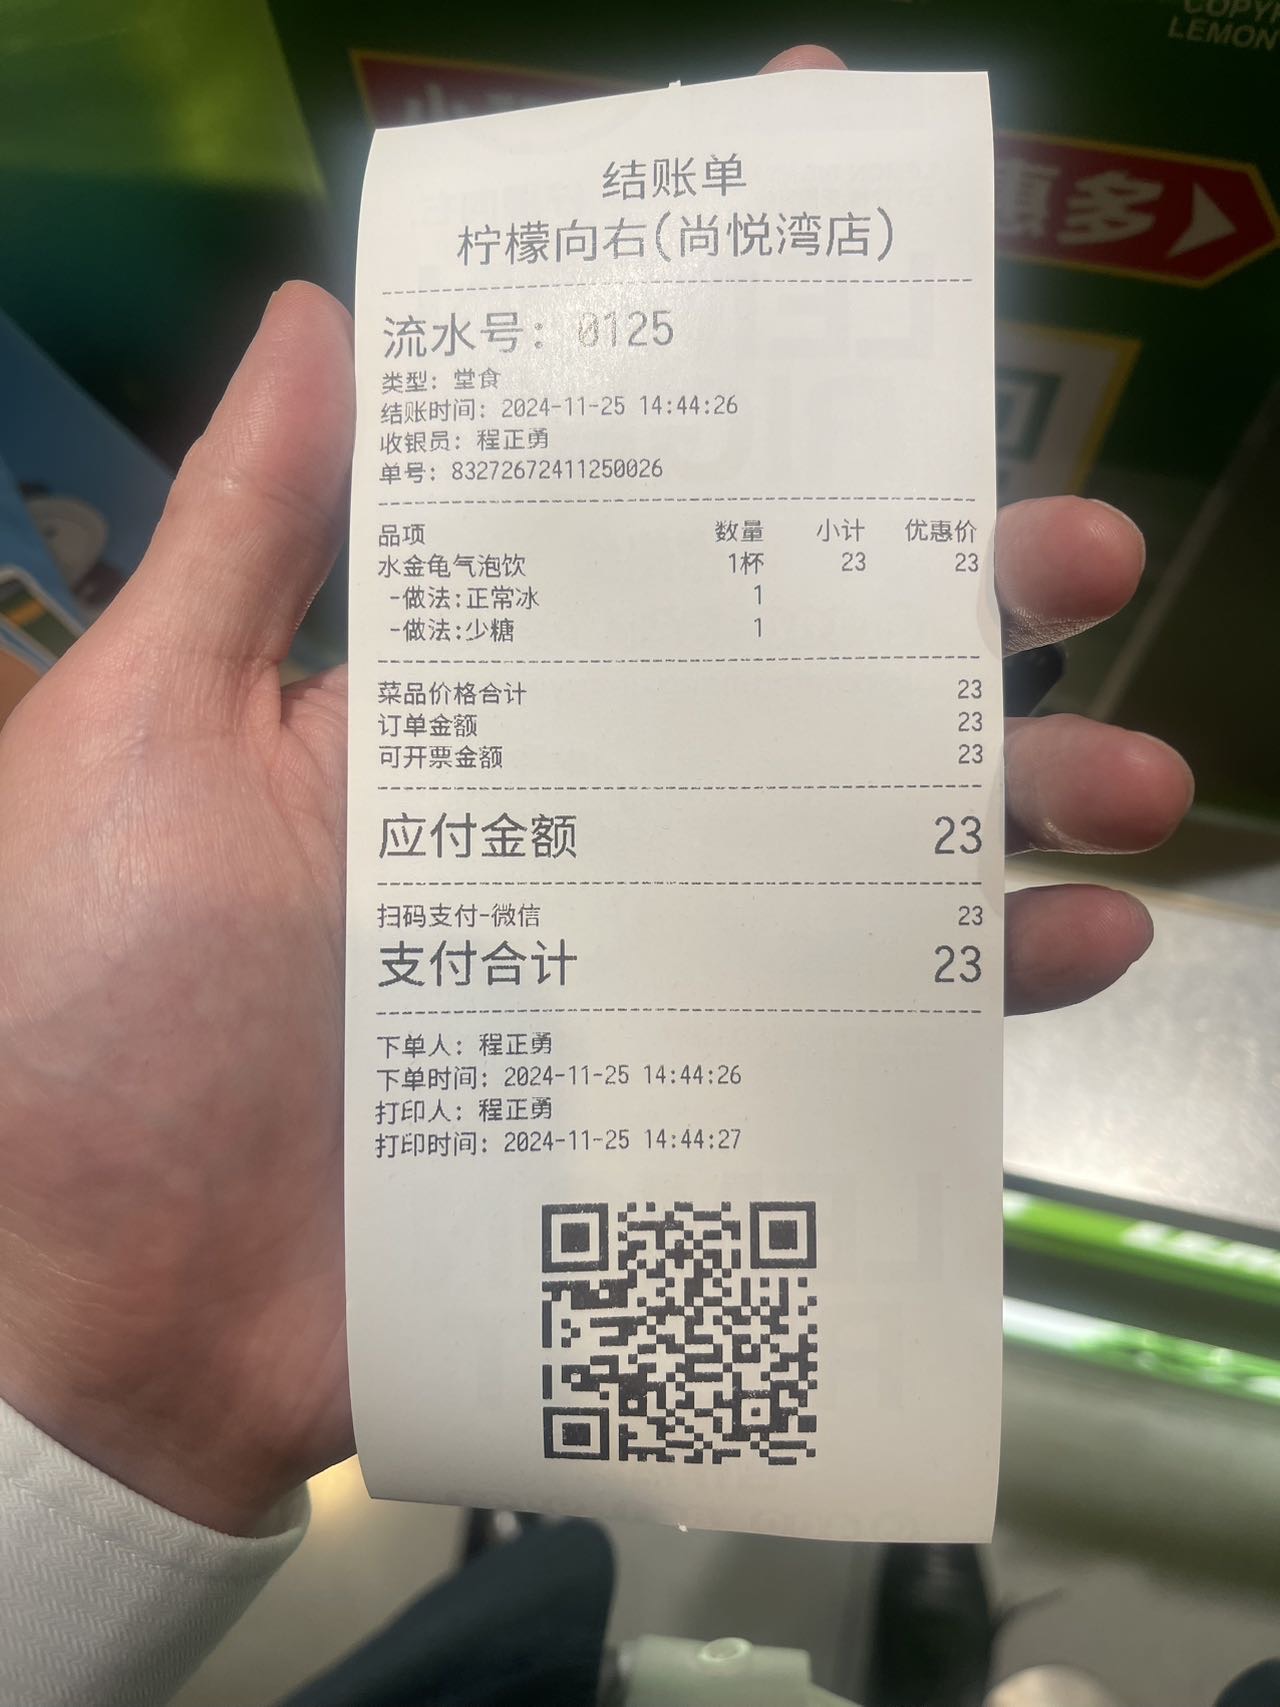 COPY
LEMON
惠多
结账单
柠檬向右(尚悦湾店)
流水号: 0125
类型: 堂食
结账时间: 2024-11-25 14:44:26
收银员: 程正勇
单号: 83272672411250026
品项 数量 小计 优惠价
水金龟气泡饮 1杯 23 23
-做法:正常冰 1
-做法:少糖 1
菜品价格合计 23
订单金额 23
可开票金额 23
应付金额 23
扫码支付-微信 23
支付合计 23
下单人: 程正勇
下单时间: 2024-11-25 14:44:26
打印人: 程正勇
打印时间: 2024-11-25 14:44:27